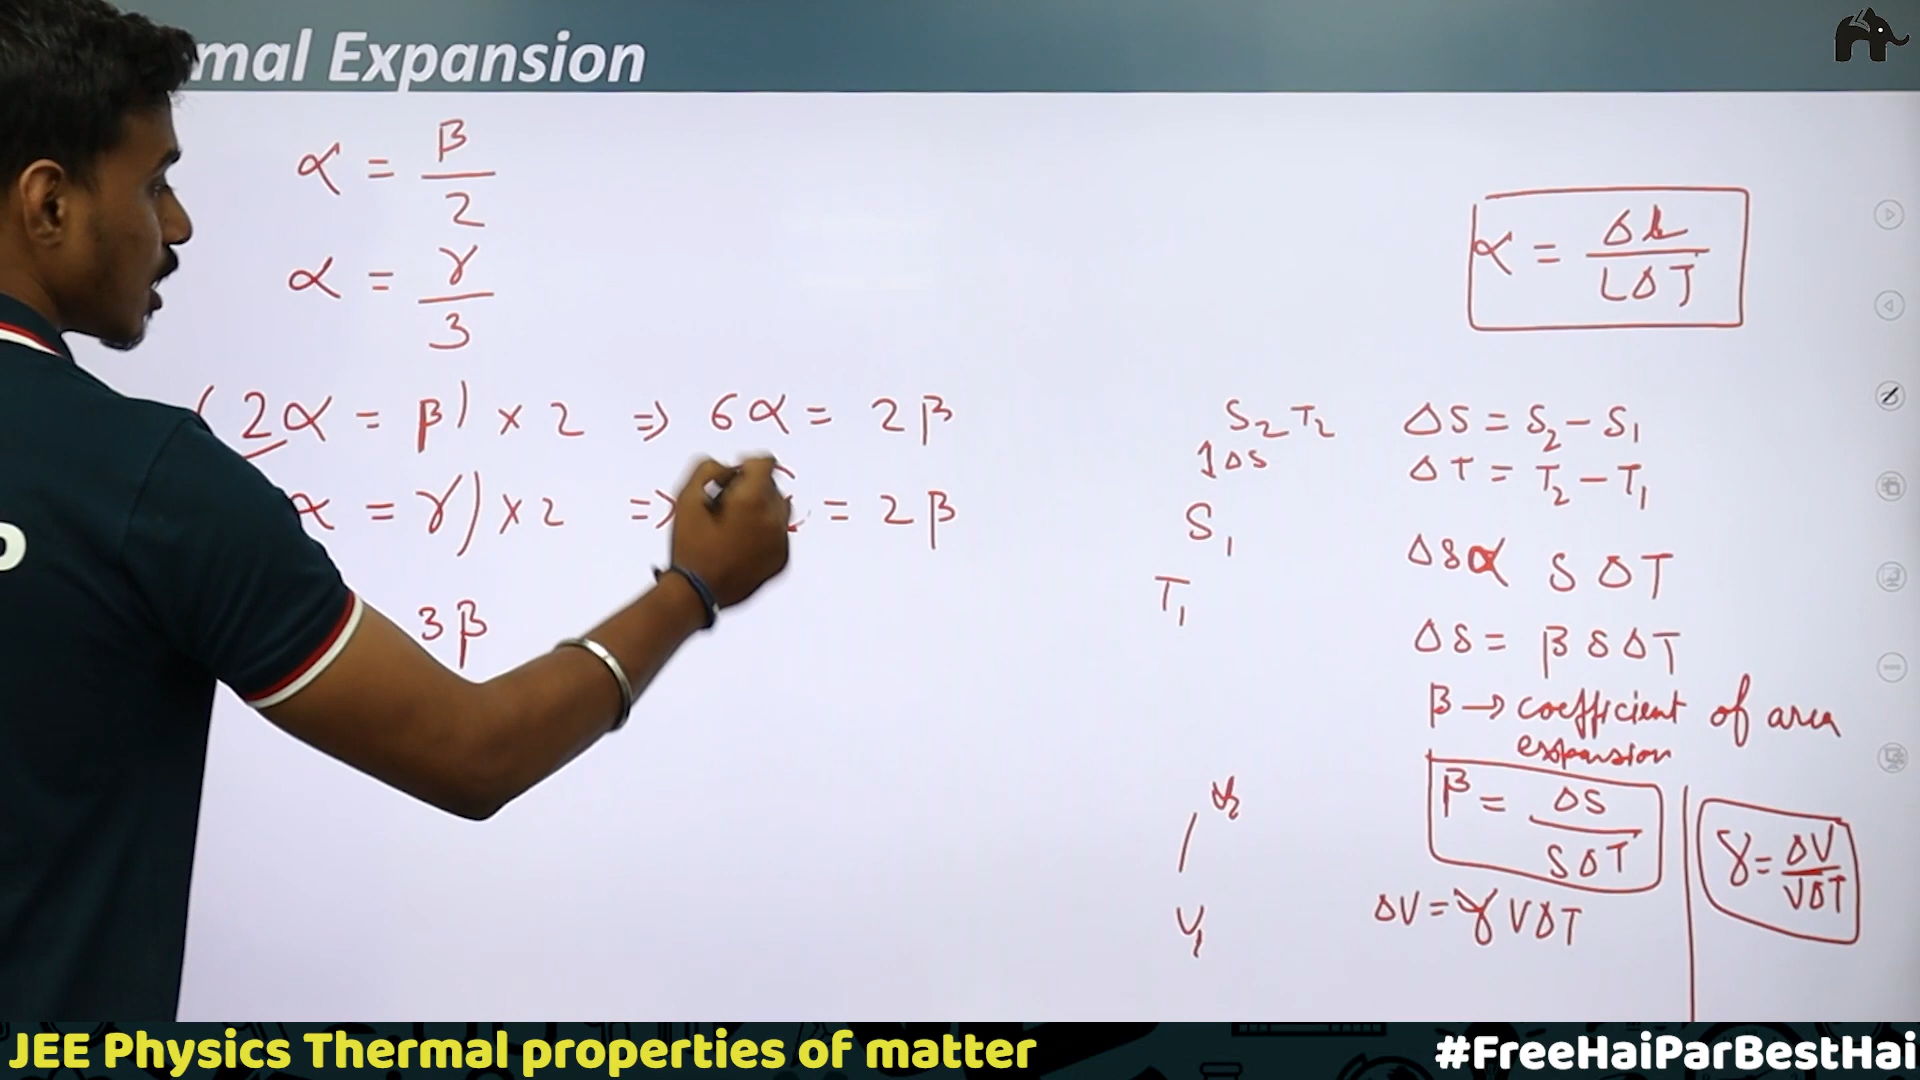 mal Expansion
α = β/2
α = γ/3
(2α = β) × 2 ⇒ 6α = 2β
α = γ) × 2 ⇒ = 2β
3β
α = ΔL/LΔT
S₂ T₂ ΔS = S₂ − S₁
ΔS ΔT = T₂ − T₁
S₁
ΔS α S ΔT
T₁
ΔS = β S ΔT
β → coefficient of area
expansion
β = ΔS/SΔT
γ = ΔV/VΔT
V₁
ΔV = γ VΔT
JEE Physics Thermal properties of matter
#FreeHaiParBestHai